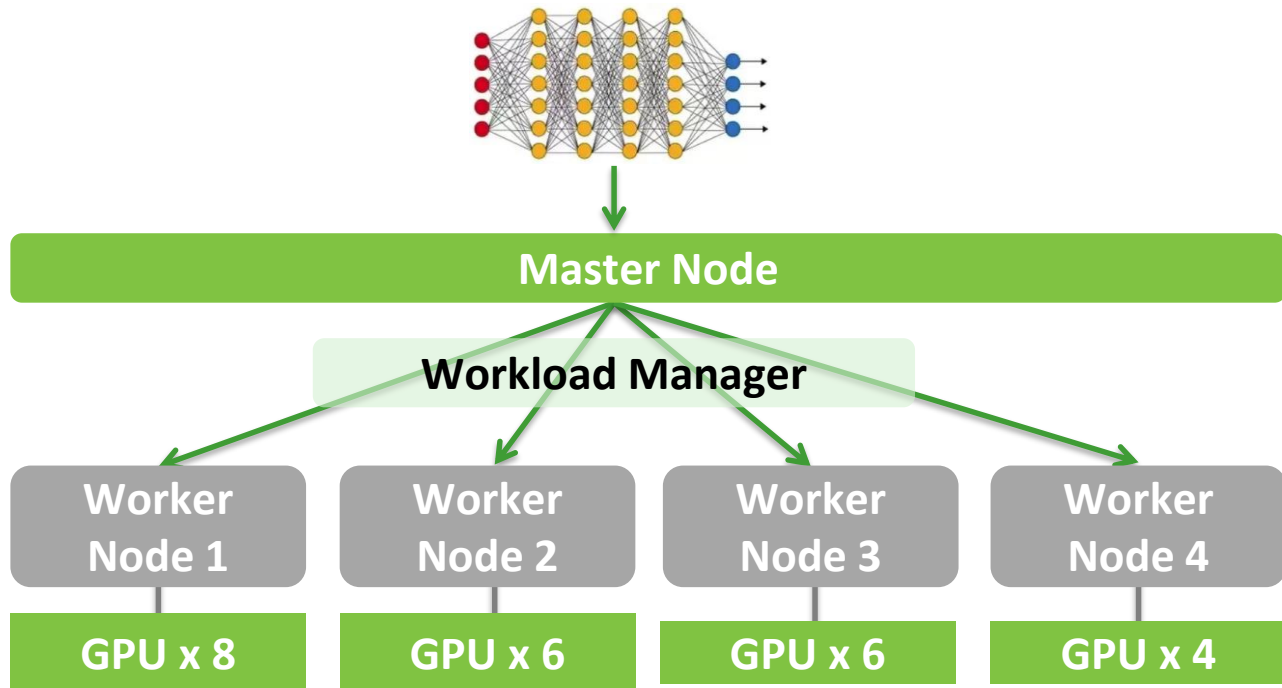 Master Node
Workload Manager
Worker
Node 1
Worker
Node 2
Worker
Node 3
Worker
Node 4
GPU x 8
GPU x 6
GPU x 6
GPU x 4